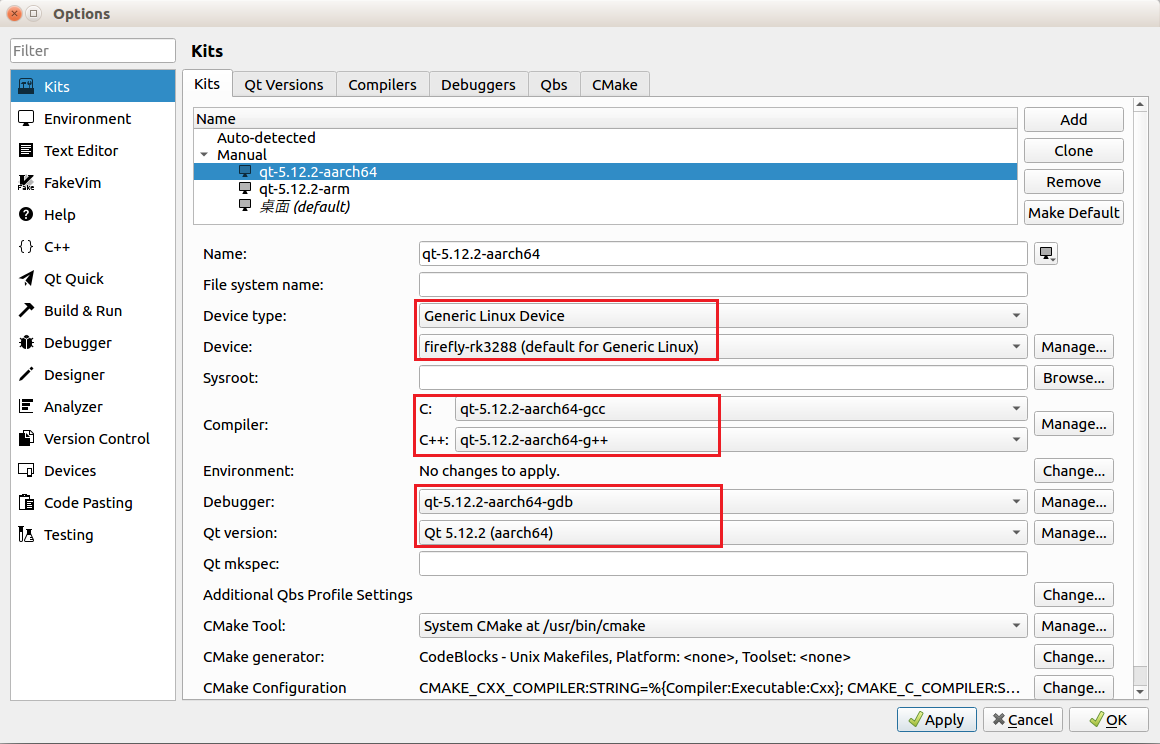 Options
Filter
Kits
Environment
Text Editor
FakeVim
Help
C++
Qt Quick
Build & Run
Debugger
Designer
Analyzer
Version Control
Devices
Code Pasting
Testing
Kits
Kits Qt Versions Compilers Debuggers Qbs CMake
Name
Auto-detected
Manual
qt-5.12.2-aarch64
qt-5.12.2-arm
桌面 (default)
Add
Clone
Remove
Make Default
Name: qt-5.12.2-aarch64
File system name:
Device type: Generic Linux Device
Device: firefly-rk3288 (default for Generic Linux) Manage...
Sysroot: Browse...
Compiler: C: qt-5.12.2-aarch64-gcc
C++: qt-5.12.2-aarch64-g++ Manage...
Environment: No changes to apply. Change...
Debugger: qt-5.12.2-aarch64-gdb Manage...
Qt version: Qt 5.12.2 (aarch64) Manage...
Qt mkspec:
Additional Qbs Profile Settings Change...
CMake Tool: System CMake at /usr/bin/cmake Manage...
CMake generator: CodeBlocks - Unix Makefiles, Platform: <none>, Toolset: <none> Change...
CMake Configuration CMAKE_CXX_COMPILER:STRING=%{Compiler:Executable:Cxx}; CMAKE_C_COMPILER:S... Change...
Apply Cancel OK